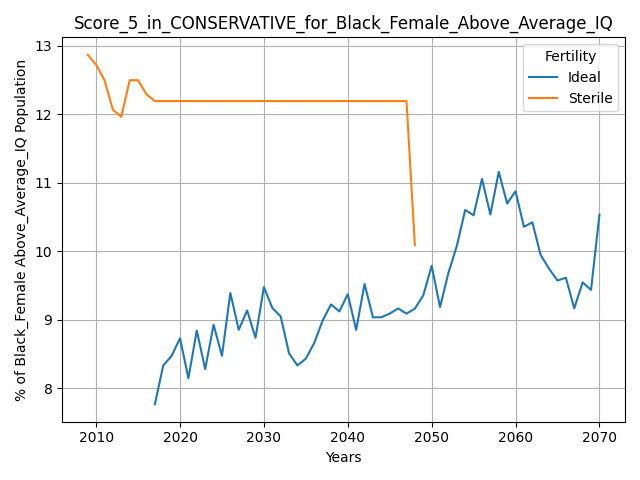 Score_5_in_CONSERVATIVE_for_Black_Female_Above_Average_IQ
% of Black_Female Above_Average_IQ Population
13
12
11
10
9
8
Fertility
Ideal
Sterile
2010 2020 2030 2040 2050 2060 2070
Years